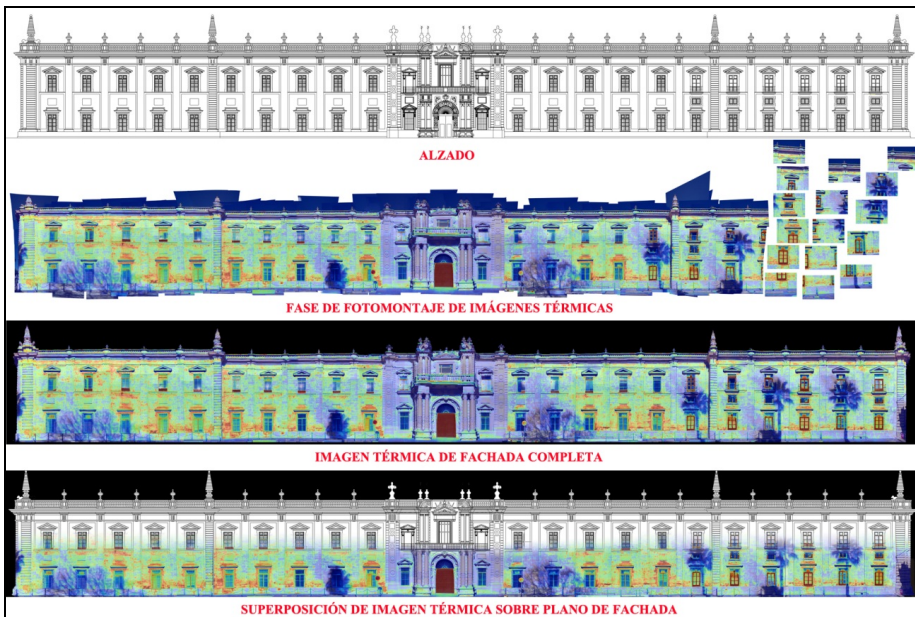 ALZADO
FASE DE FOTOMONTAJE DE IMÁGENES TÉRMICAS
IMAGEN TÉRMICA DE FACHADA COMPLETA
SUPERPOSICIÓN DE IMAGEN TÉRMICA SOBRE PLANO DE FACHADA